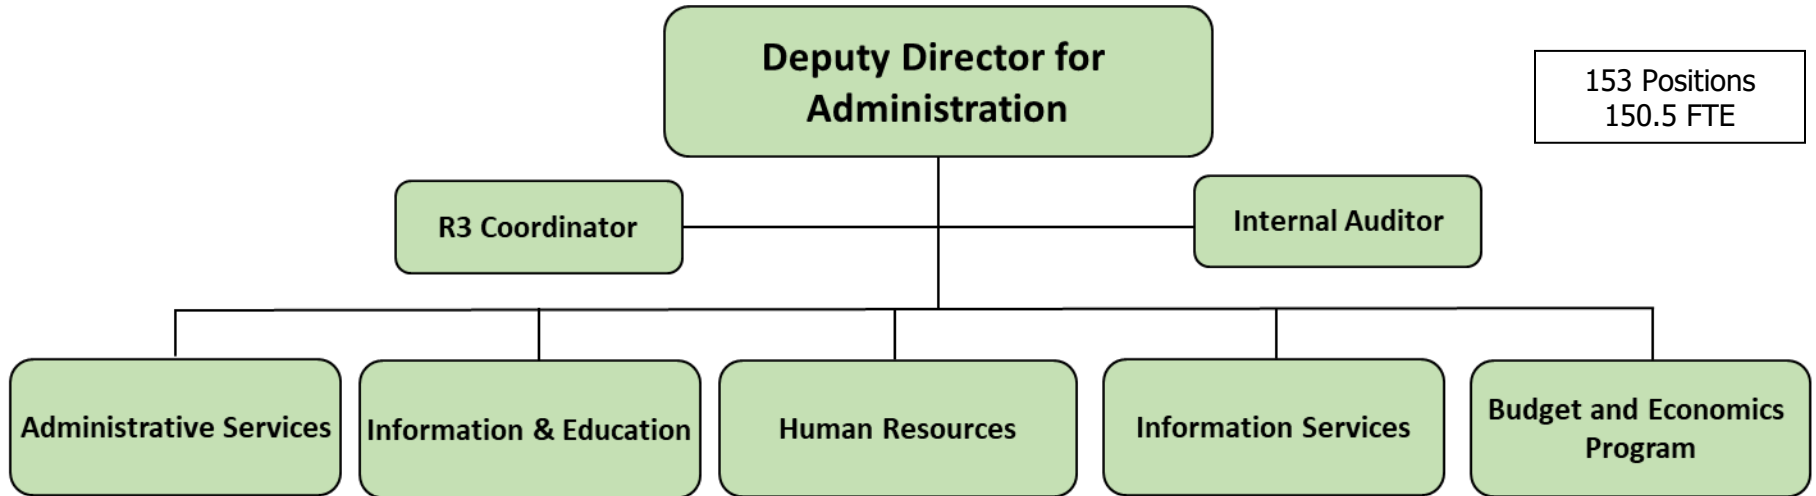 Deputy Director for
Administration
153 Positions
150.5 FTE
R3 Coordinator
Internal Auditor
Administrative Services
Information & Education
Human Resources
Information Services
Budget and Economics
Program